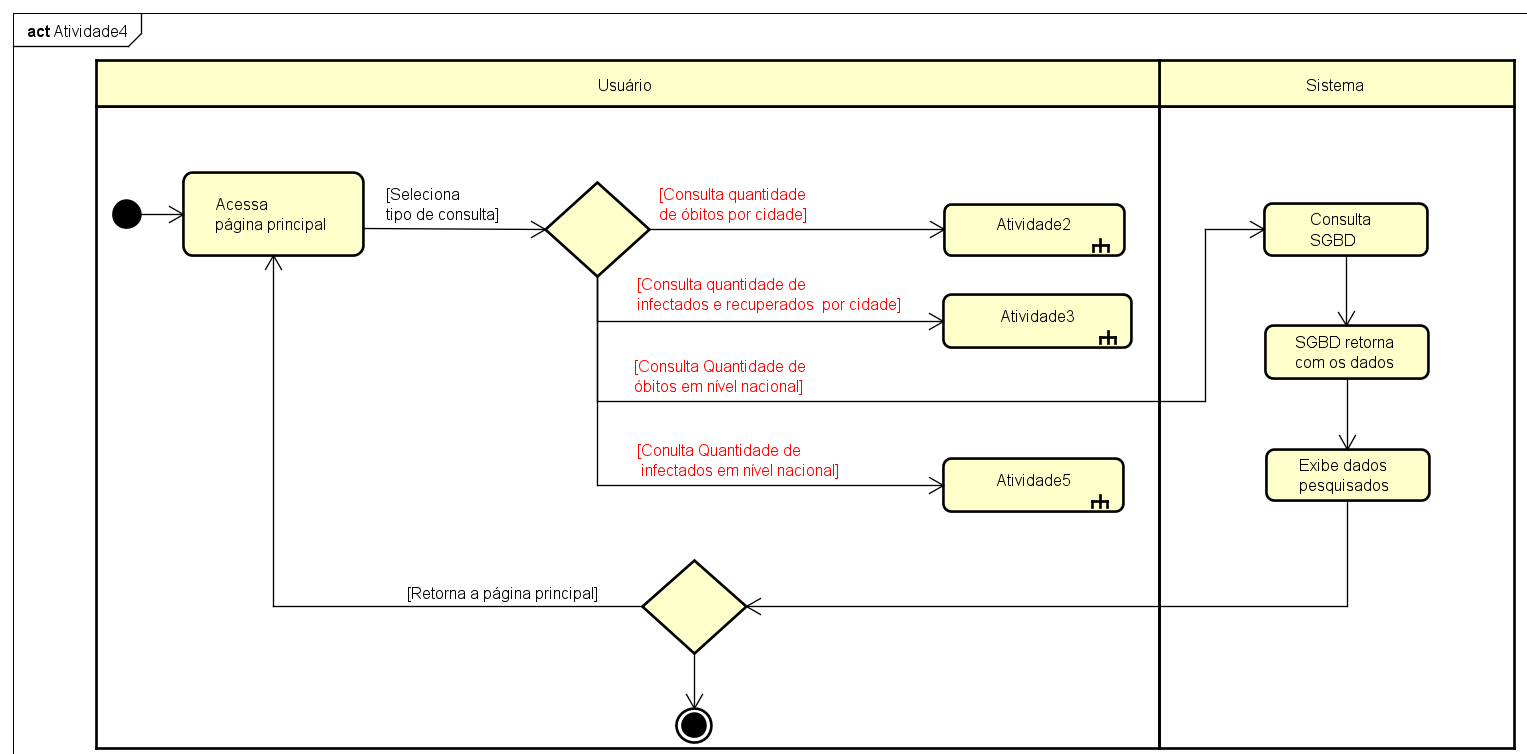 act Atividade4
Usuário
Sistema
Acessa
página principal
[Seleciona
tipo de consulta]
[Consulta quantidade
de óbitos por cidade]
Atividade2
Consulta
SGBD
[Consulta quantidade de
infectados e recuperados  por cidade]
Atividade3
SGBD retorna
com os dados
[Consulta Quantidade de
óbitos em nível nacional]
[Conulta Quantidade de
infectados em nível nacional]
Atividade5
Exibe dados
pesquisados
[Retorna a página principal]